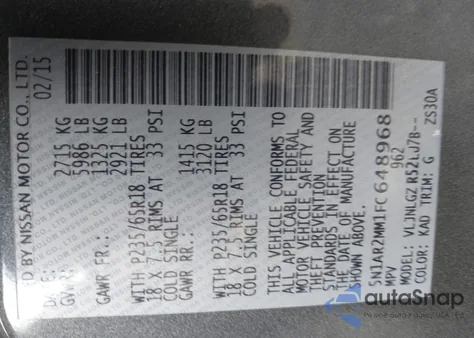 ED BY NISSAN MOTOR CO., LTD.
02/15
2715 KG
5986 LB
GAWR FR.: 1325 KG
2921 LB
WITH P235/65R18 TIRES
18 X 7.5 RIMS AT 33 PSI
COLD SINGLE
GAWR RR.: 1415 KG
3120 LB
WITH P235/65R18 TIRES
18 X 7.5 RIMS AT 33 PSI
COLD SINGLE
THIS VEHICLE CONFORMS TO
ALL APPLICABLE FEDERAL
MOTOR VEHICLE SAFETY AND
THEFT PREVENTION
STANDARDS IN EFFECT ON
THE DATE OF MANUFACTURE
SHOWN ABOVE.
5N1AR2MM1FC648968
MPV 962
MODEL: VLJNLGZ K52LU7B--
COLOR: KAD TRIM: G 2S30A
autoSnap